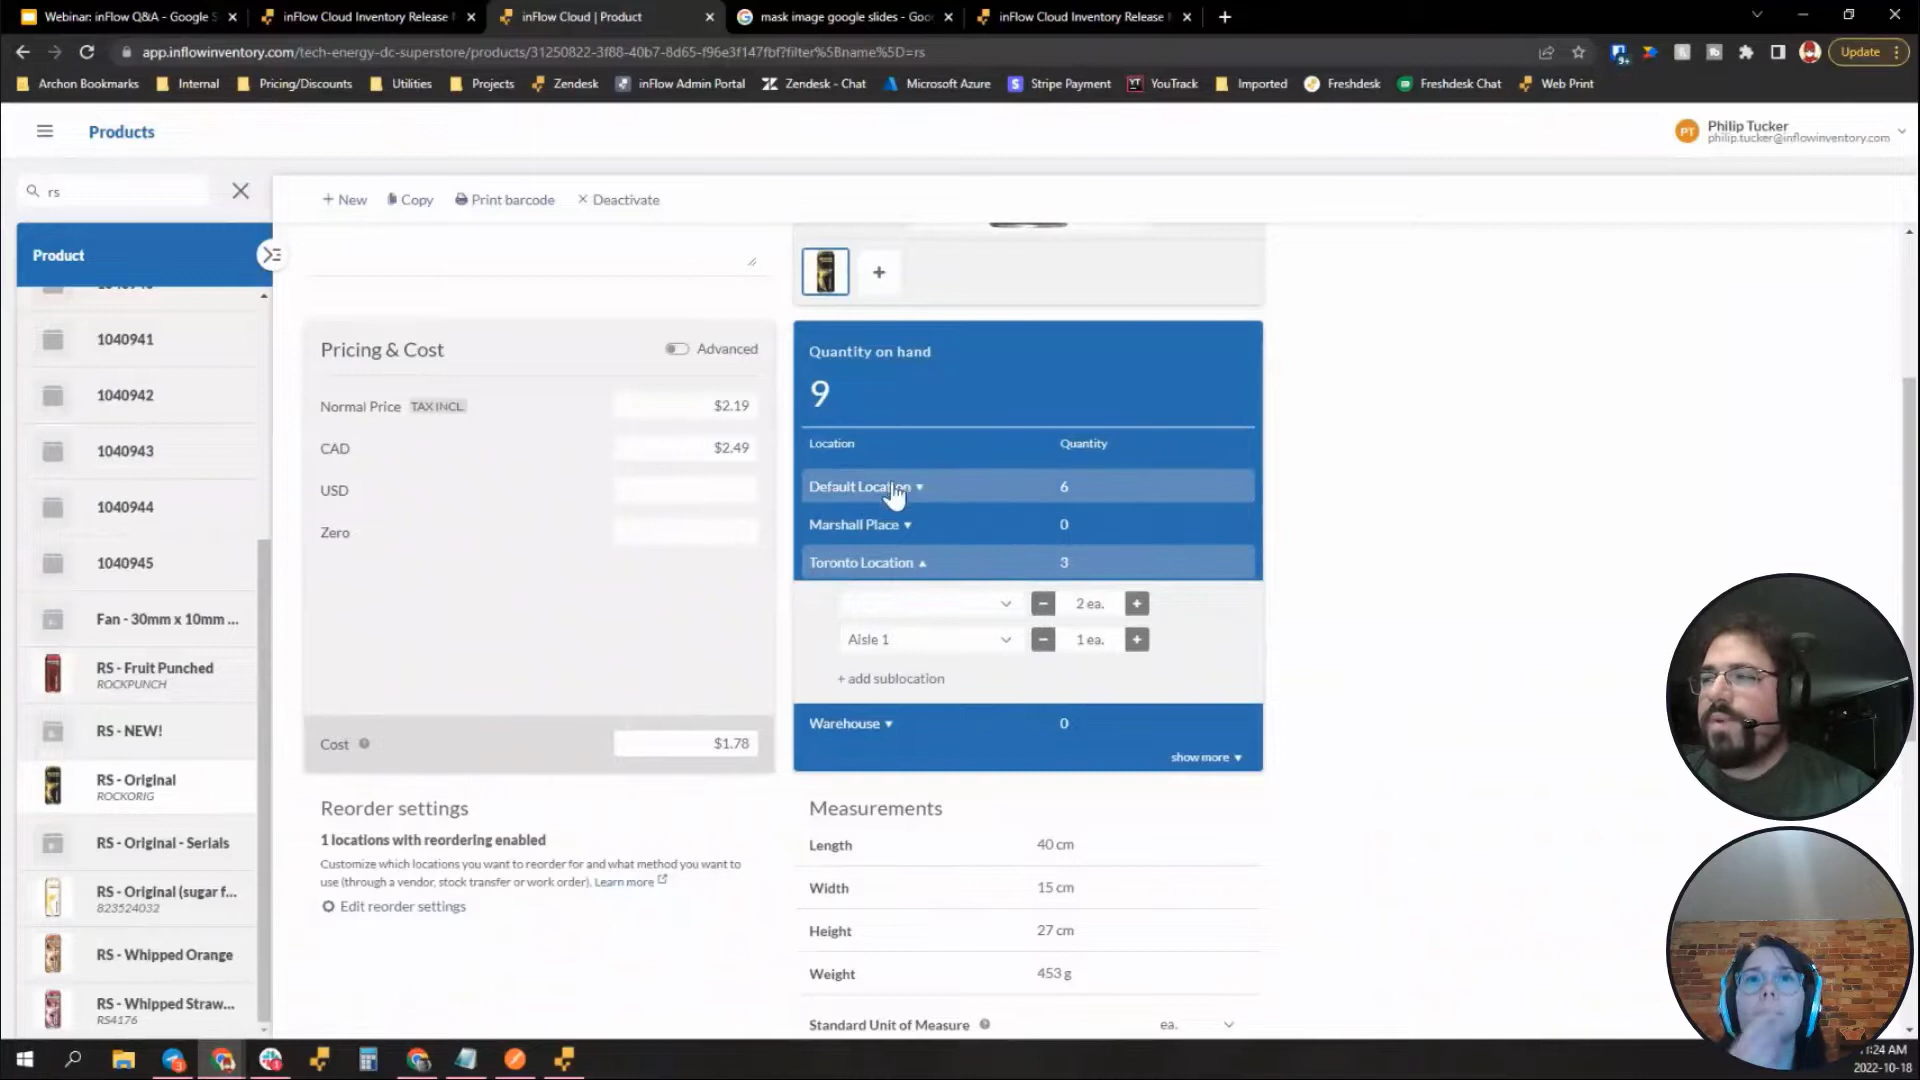 Webinar: inFlow Q&A - Google S
inFlow Cloud Inventory Release N
inFlow Cloud | Product
mask image google slides - Goog
inFlow Cloud Inventory Release N
app.inflowinventory.com/tech-energy-dc-superstore/products/31250822-3f88-40b7-8d65-f96e3f147fbf?filter%5Bname%5D=rs
9+
Update
Archon Bookmarks
Internal
Pricing/Discounts
Utilities
Projects
Zendesk
inFlow Admin Portal
Zendesk - Chat
Microsoft Azure
Stripe Payment
YT
YouTrack
Imported
Freshdesk
Freshdesk Chat
Web Print
Products
PT
Philip Tucker
philip.tucker@inflowinventory.com
rs
+ New
Copy
Print barcode
Deactivate
Product
1040941
1040942
1040943
1040944
1040945
Fan - 30mm x 10mm ...
RS - Fruit Punched
ROCKPUNCH
RS - NEW!
RS - Original
ROCKORIG
RS - Original - Serials
RS - Original (sugar f...
823524032
RS - Whipped Orange
RS - Whipped Straw...
RS4176
Pricing & Cost
Advanced
Normal Price TAX INCL. $2.19
CAD $2.49
USD
Zero
Cost $1.78
Reorder settings
1 locations with reordering enabled
Customize which locations you want to reorder for and what method you want to
use (through a vendor, stock transfer or work order). Learn more
Edit reorder settings
Quantity on hand
9
Location Quantity
Default Location 6
Marshall Place 0
Toronto Location 3
2 ea.
Aisle 1 1 ea.
+ add sublocation
Warehouse 0
show more
Measurements
Length 40 cm
Width 15 cm
Height 27 cm
Weight 453 g
Standard Unit of Measure ea.
:24 AM
2022-10-18